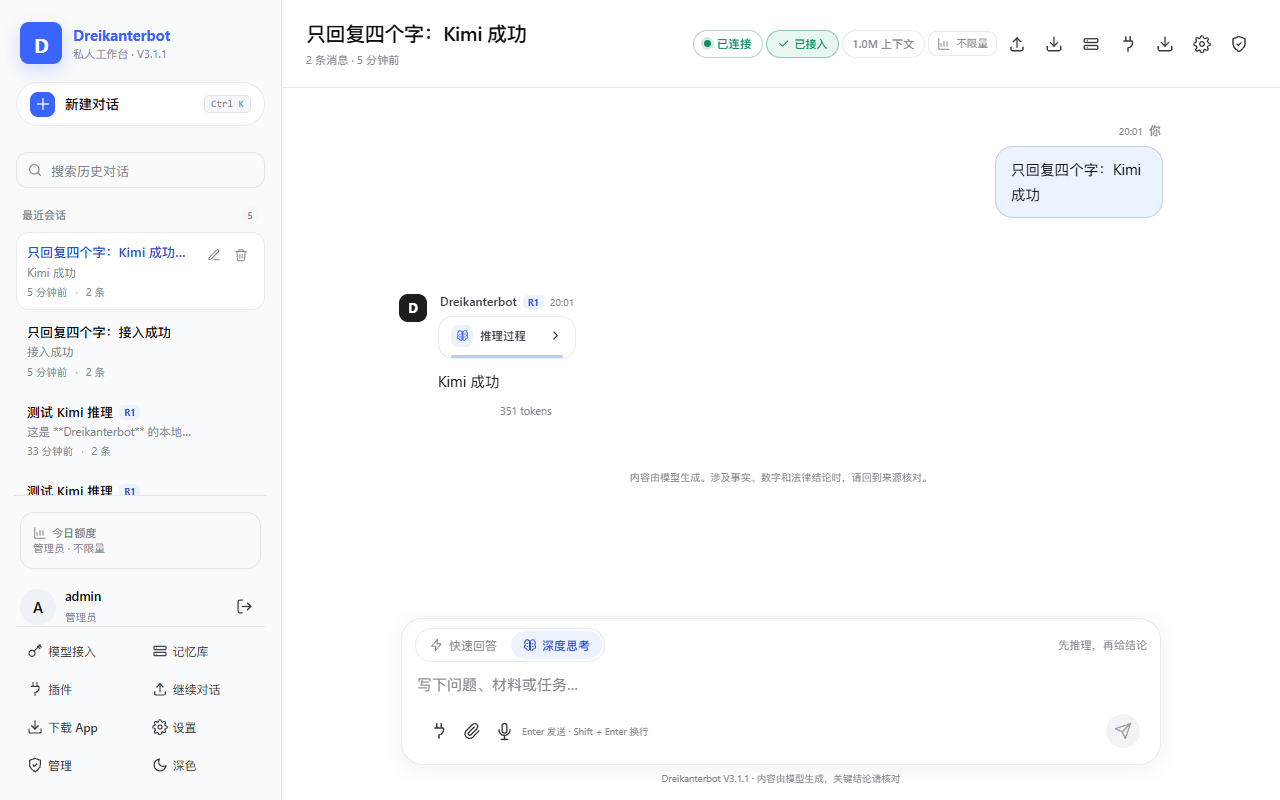 D
Dreikanterbot
私人工作台 · V3.1.1
新建对话
Ctrl K
搜索历史对话
最近会话
5
只回复四个字：Kimi 成功...
Kimi 成功
5 分钟前 · 2 条
只回复四个字：接入成功
接入成功
5 分钟前 · 2 条
测试 Kimi 推理 R1
这是 **Dreikanterbot** 的本地...
33 分钟前 · 2 条
测试 Kimi 推理 R1
今日额度
管理员 · 不限量
A
admin
管理员
模型接入
记忆库
插件
继续对话
下载 App
设置
管理
深色
只回复四个字：Kimi 成功
2 条消息 · 5 分钟前
已连接
已接入
1.0M 上下文
不限量
20:01 你
只回复四个字：Kimi
成功
D
Dreikanterbot R1 20:01
推理过程
Kimi 成功
351 tokens
内容由模型生成。涉及事实、数字和法律结论时，请回到来源核对。
快速回答
深度思考
先推理，再给结论
写下问题、材料或任务...
Enter 发送 · Shift + Enter 换行
Dreikanterbot V3.1.1 · 内容由模型生成，关键结论请核对